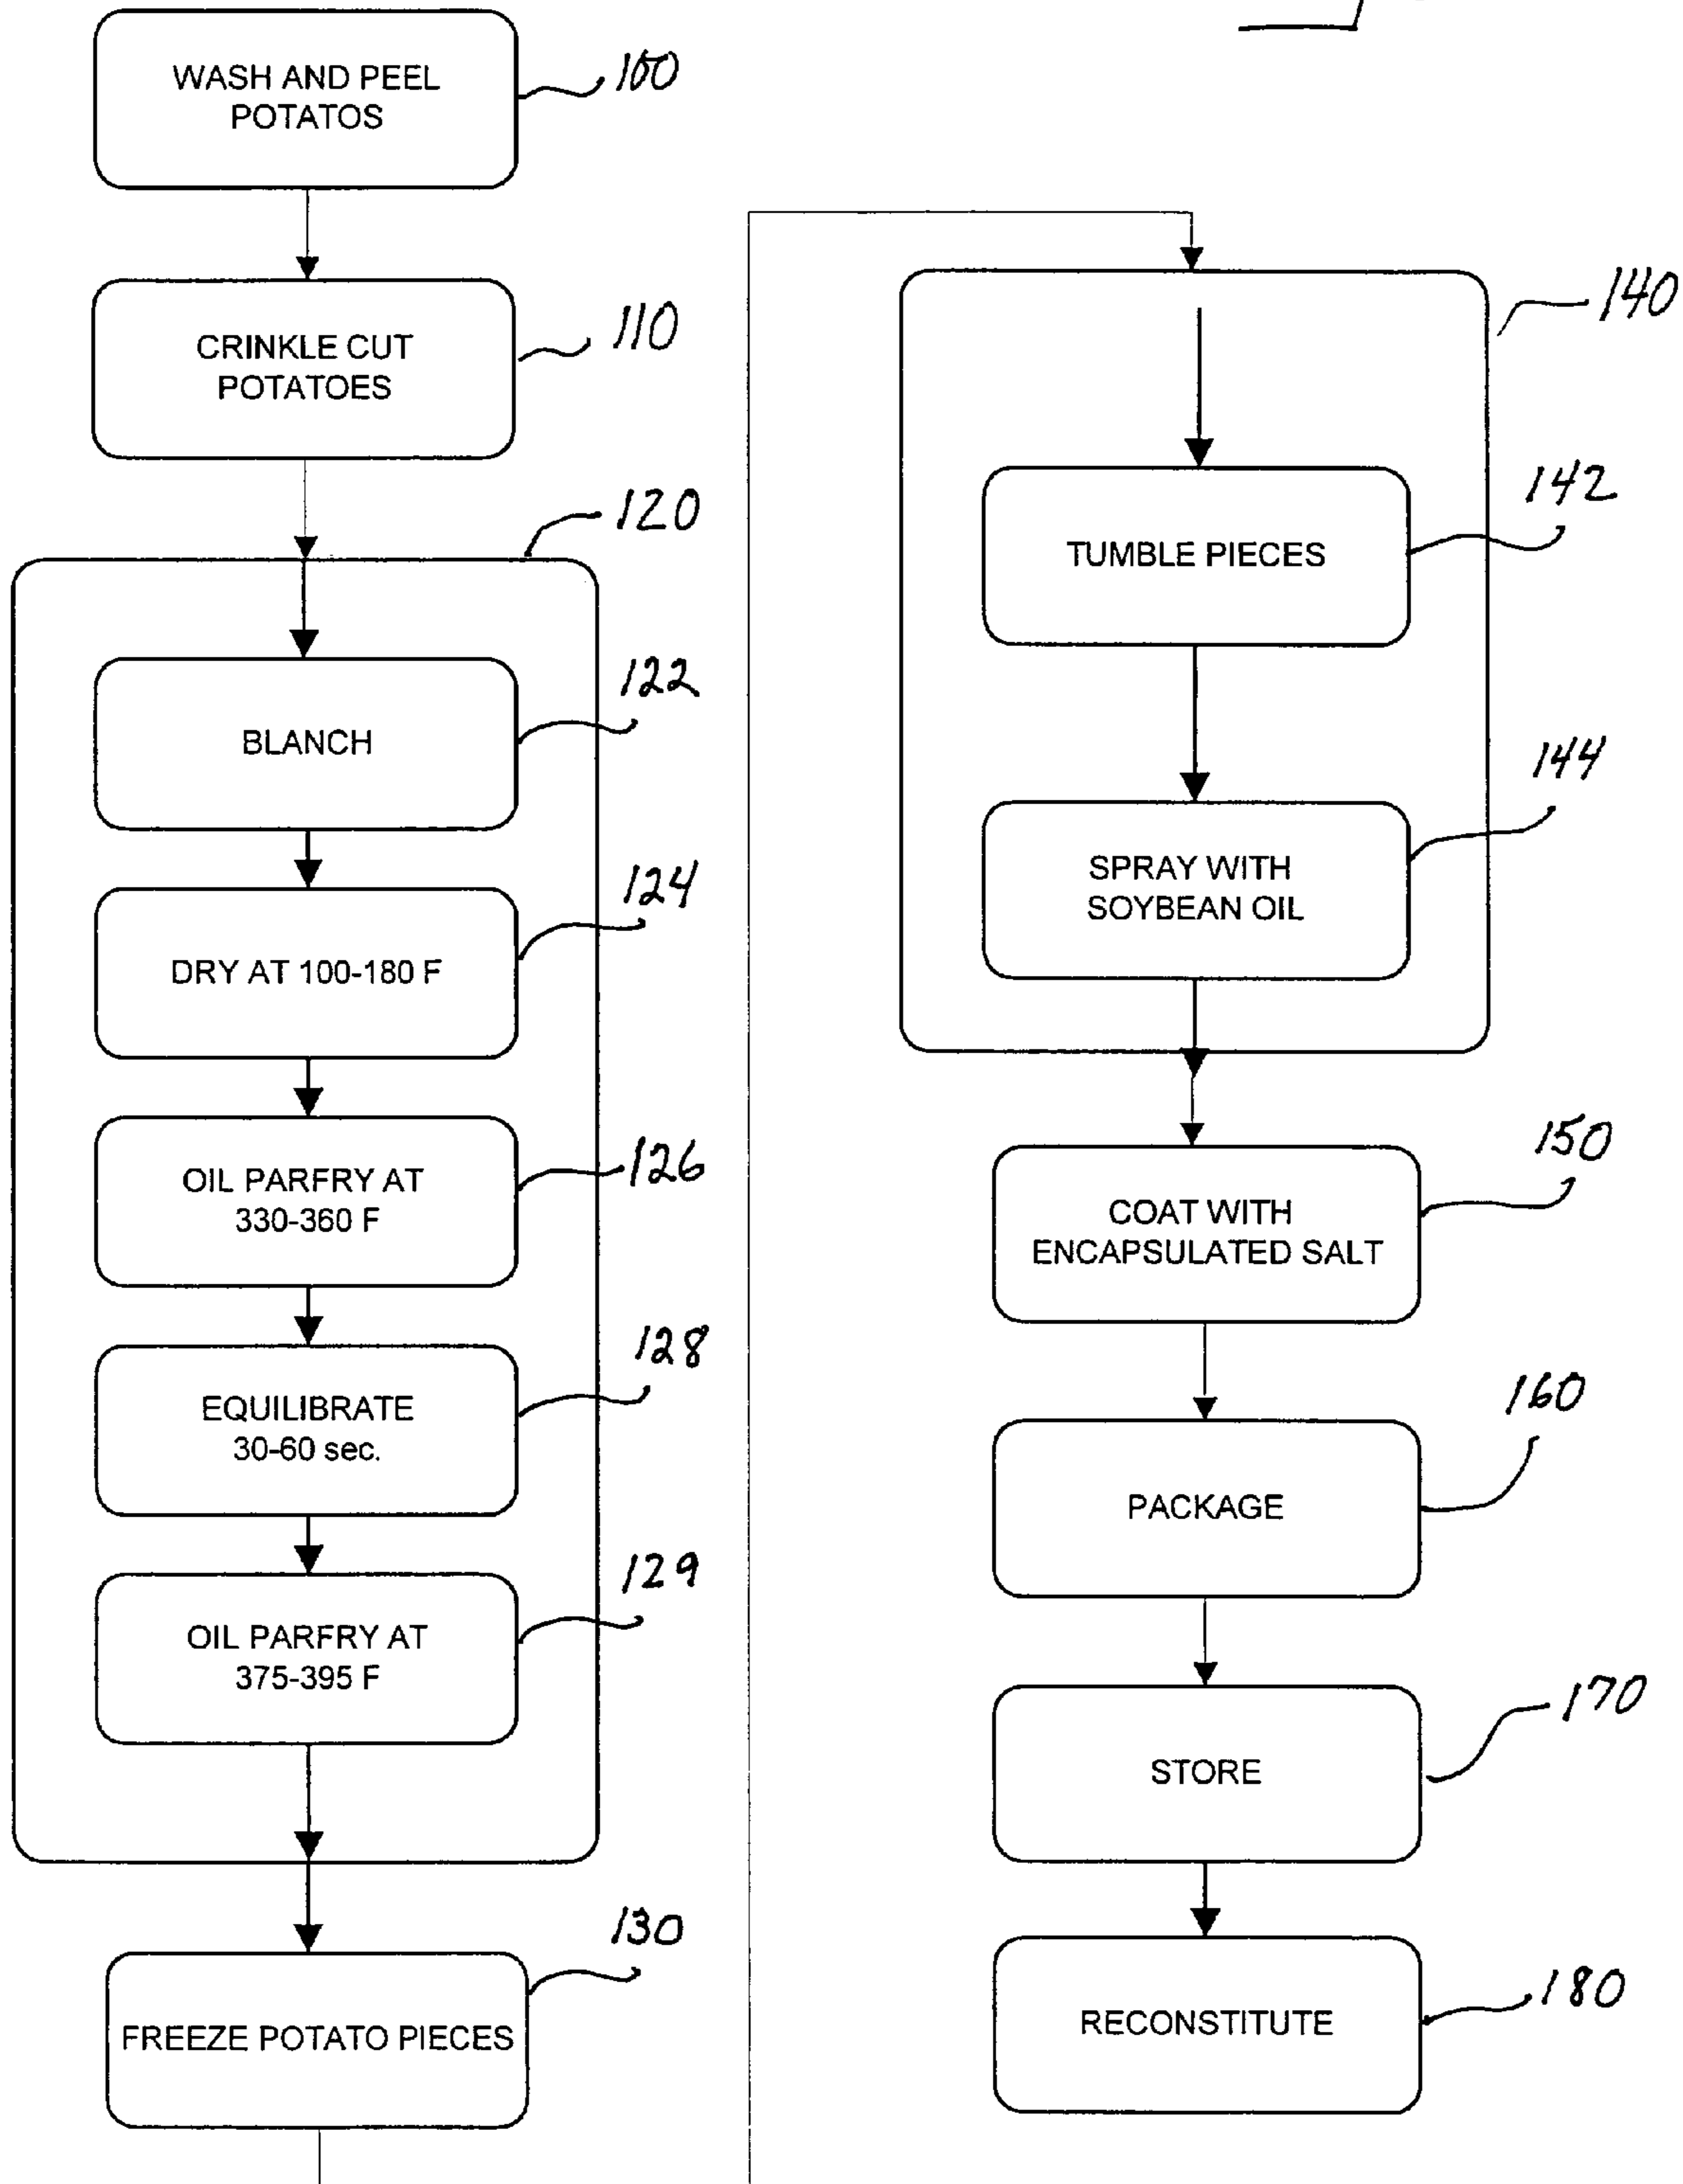 WASH AND PEEL
POTATOS
100
CRINKLE CUT
POTATOES
110
120
BLANCH
122
DRY AT 100-180 F
124
OIL PARFRY AT
330-360 F
126
EQUILIBRATE
30-60 sec.
128
OIL PARFRY AT
375-395 F
129
FREEZE POTATO PIECES
130
140
TUMBLE PIECES
142
SPRAY WITH
SOYBEAN OIL
144
COAT WITH
ENCAPSULATED SALT
150
PACKAGE
160
STORE
170
RECONSTITUTE
180